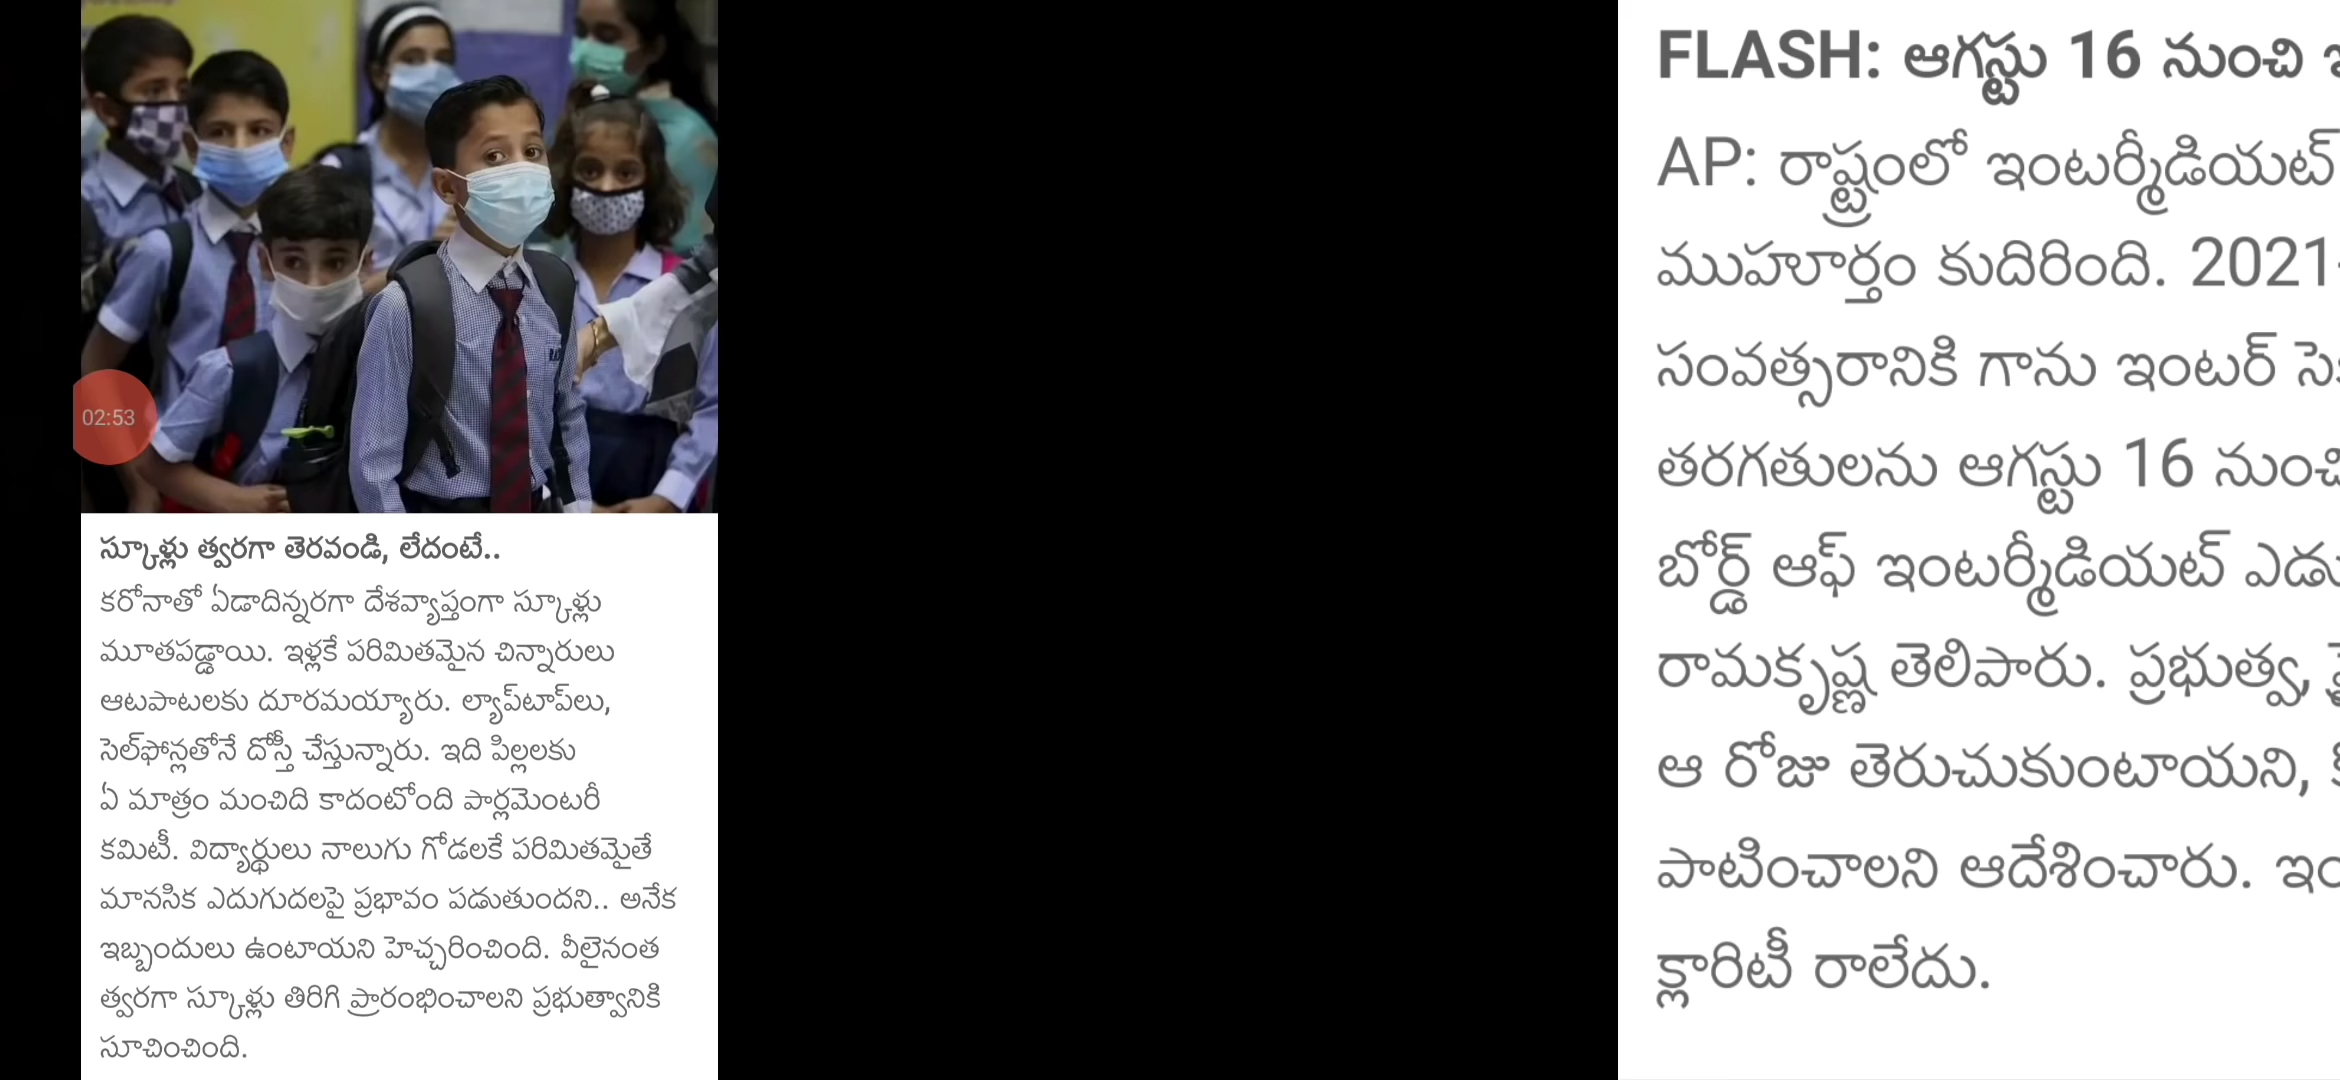 02:53
స్కూళ్లు త్వరగా తెరవండి, లేదంటే..
కరోనాతో ఏడాదిన్నరగా దేశవ్యాప్తంగా స్కూళ్లు
మూతపడ్డాయి. ఇళ్లకే పరిమితమైన చిన్నారులు
ఆటపాటలకు దూరమయ్యారు. ల్యాప్‌టాప్‌లు,
సెల్‌ఫోన్లతోనే దోస్తీ చేస్తున్నారు. ఇది పిల్లలకు
ఏ మాత్రం మంచిది కాదంటోంది పార్లమెంటరీ
కమిటీ. విద్యార్థులు నాలుగు గోడలకే పరిమితమైతే
మానసిక ఎదుగుదలపై ప్రభావం పడుతుందని.. అనేక
ఇబ్బందులు ఉంటాయని హెచ్చరించింది. వీలైనంత
త్వరగా స్కూళ్లు తిరిగి ప్రారంభించాలని ప్రభుత్వానికి
సూచించింది.
FLASH: ఆగస్టు 16 నుంచి
AP: రాష్ట్రంలో ఇంటర్మీడియట్
ముహూర్తం కుదిరింది. 2021
సంవత్సరానికి గాను ఇంటర్
తరగతులను ఆగస్టు 16 నుంచి
బోర్డ్ ఆఫ్ ఇంటర్మీడియట్
రామకృష్ణ తెలిపారు. ప్రభుత్వ,
ఆ రోజు తెరుచుకుంటాయని,
పాటించాలని ఆదేశించారు.
క్లారిటీ రాలేదు.